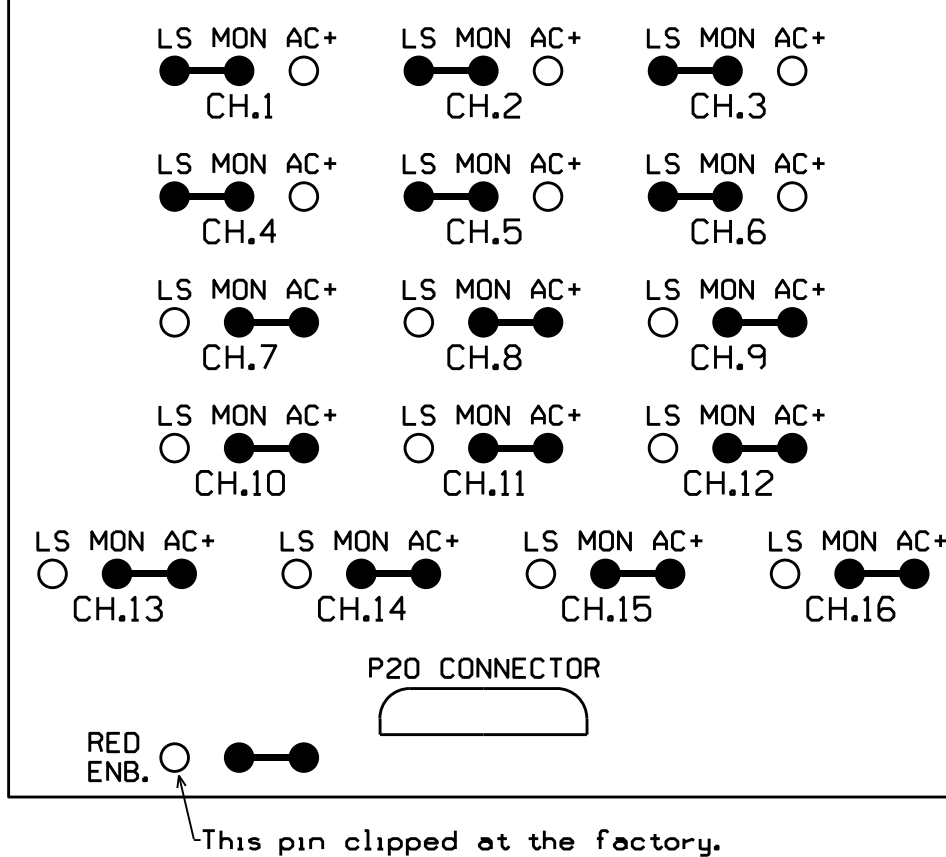 LS MON AC+ LS MON AC+ LS MON AC+
CH.1 CH.2 CH.3
LS MON AC+ LS MON AC+ LS MON AC+
CH.4 CH.5 CH.6
LS MON AC+ LS MON AC+ LS MON AC+
CH.7 CH.8 CH.9
LS MON AC+ LS MON AC+ LS MON AC+
CH.10 CH.11 CH.12
LS MON AC+ LS MON AC+ LS MON AC+ LS MON AC+
CH.13 CH.14 CH.15 CH.16
P20 CONNECTOR
RED
ENB.
This pin clipped at the factory.